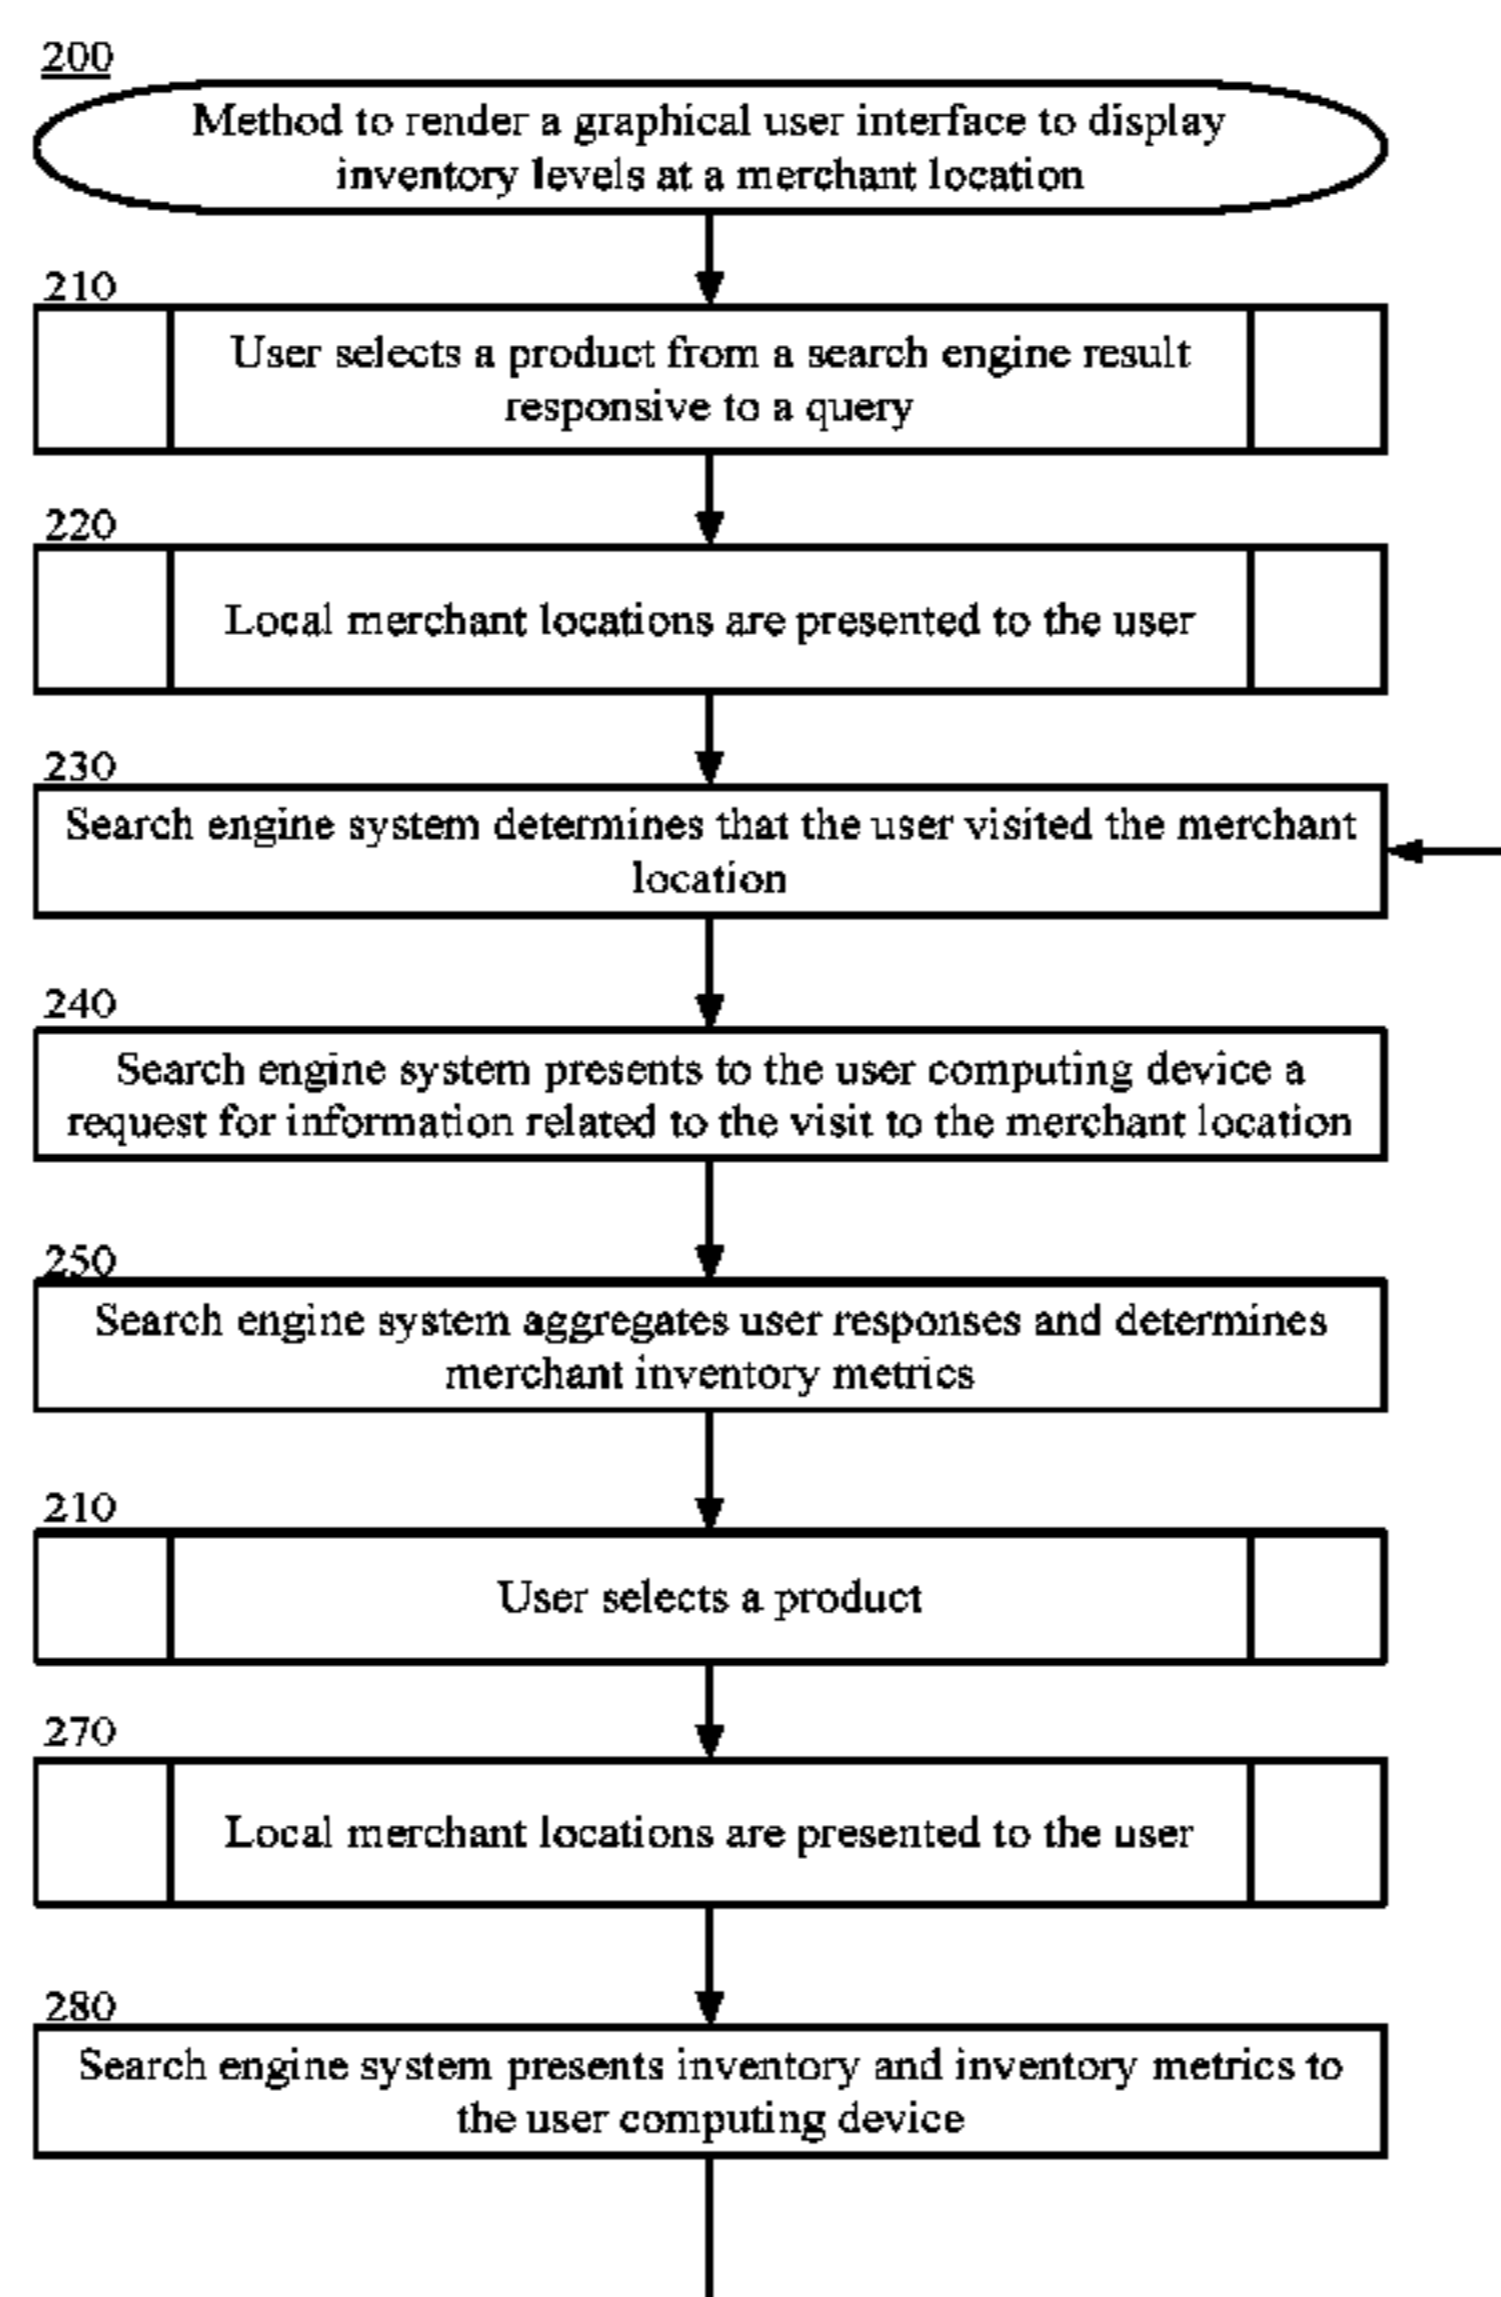 200
Method to render a graphical user interface to display
inventory levels at a merchant location
210
User selects a product from a search engine result
responsive to a query
220
Local merchant locations are presented to the user
230
Search engine system determines that the user visited the merchant
location
240
Search engine system presents to the user computing device a
request for information related to the visit to the merchant location
250
Search engine system aggregates user responses and determines
merchant inventory metrics
210
User selects a product
270
Local merchant locations are presented to the user
280
Search engine system presents inventory and inventory metrics to
the user computing device